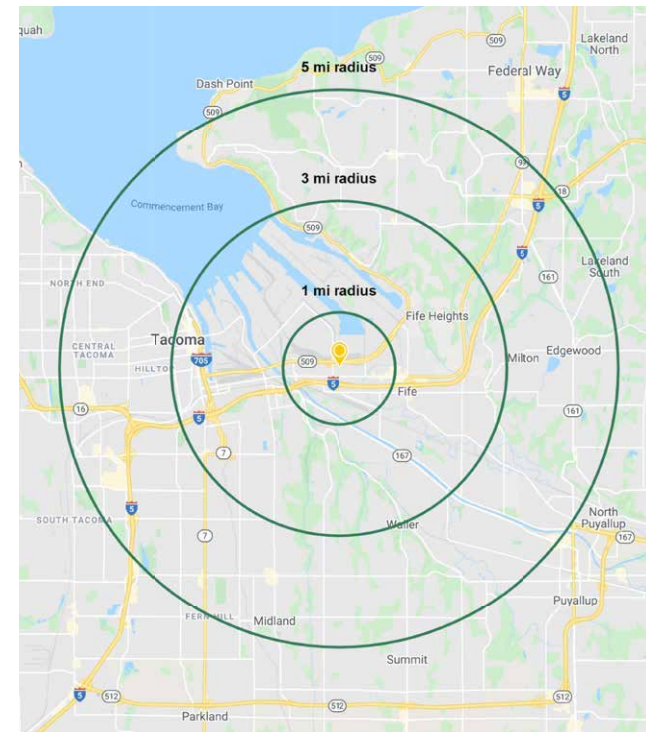 quah
509
Lakeland
North
5 mi radius
Federal Way
Dash Point
5
509
99
3 mi radius
18
Commencement Bay
5
509
5
Lakeland
South
161
NORTH END
1 mi radius
Fife Heights
Tacoma
CENTRAL
TACOMA
HILLTOP
705
509
Milton
Edgewood
5
Fife
16
5
161
7
167
5
SOUTH TACOMA
Waller
North
Puyallup
7
167
Puyallup
FERN HILL
Midland
Summit
5
512
512
512
Parkland